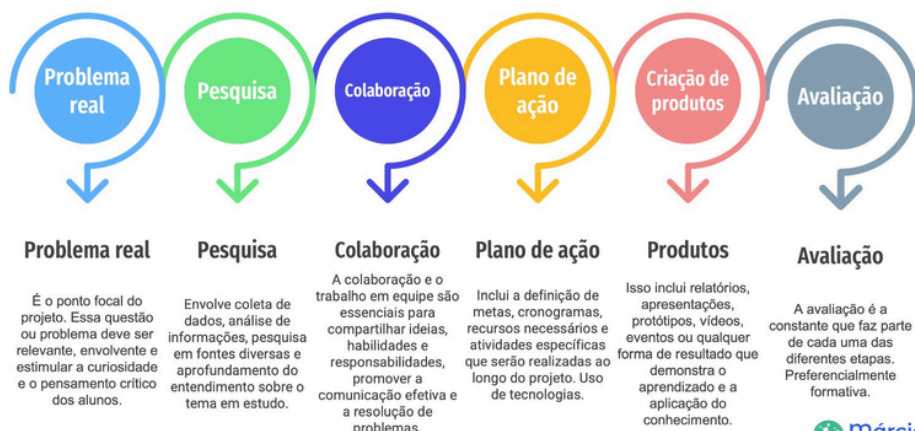 Problema
real
Pesquisa
Colaboração
Plano de
ação
Criação de
produtos
Avaliação
Problema real
É o ponto focal do
projeto. Essa questão
ou problema deve ser
relevante, envolvente e
estimular a curiosidade
e o pensamento crítico
dos alunos.
Pesquisa
Envolve coleta de
dados, análise de
informações, pesquisa
em fontes diversas e
aprofundamento do
entendimento sobre o
tema em estudo.
Colaboração
A colaboração e o
trabalho em equipe são
essenciais para
compartilhar ideias,
habilidades e
responsabilidades,
promover a
comunicação efetiva e
a resolução de
problemas.
Plano de ação
Inclui a definição de
metas, cronogramas,
recursos necessários e
atividades específicas
que serão realizadas ao
longo do projeto. Uso
de tecnologias.
Produtos
Isso inclui relatórios,
apresentações,
protótipos, vídeos,
eventos ou qualquer
forma de resultado que
demonstra o
aprendizado e a
aplicação do
conhecimento.
Avaliação
A avaliação é a
constante que faz parte
de cada uma das
diferentes etapas.
Preferencialmente
formativa.